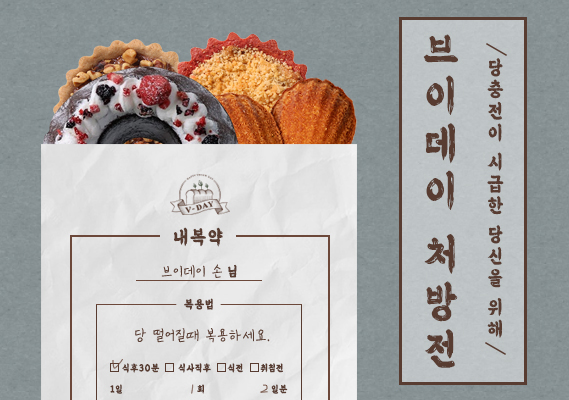 V-DAY
내복약
브이데이 손님
복용법
당 떨어질때 복용하세요.
식후30분 식사직후 식전 취침전
1일 1회 2일분
브이데이 처방전
당충전이 시급한 당신을 위해